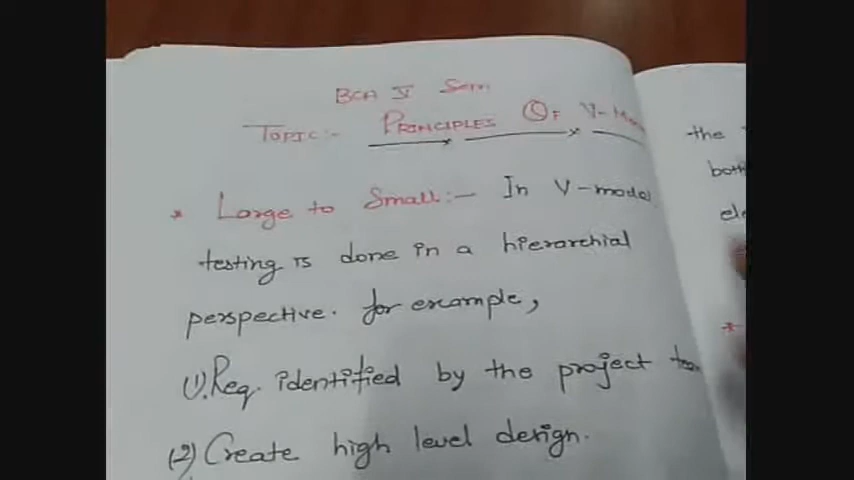 BCA V Sem
Topic:- PRINCIPLES OF V-M
* Large to Small:- In V-model
testing is done in a hierarchial
perspective. for example,
(1). Req. identified by the project
(2) Create high level design.
the